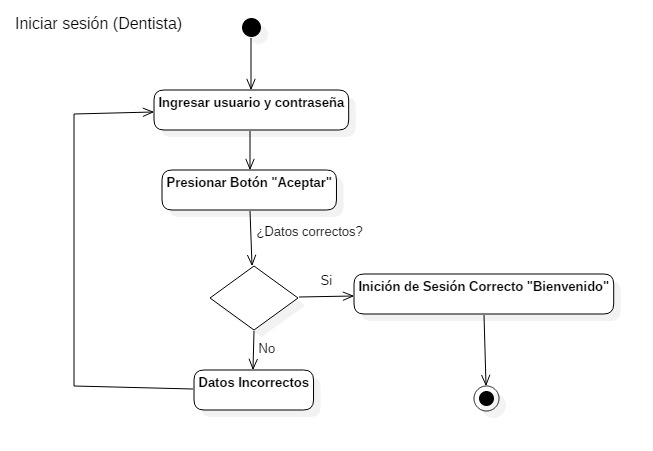 Iniciar sesión (Dentista)
Ingresar usuario y contraseña
Presionar Botón "Aceptar"
¿Datos correctos?
Si
Inición de Sesión Correcto "Bienvenido"
No
Datos Incorrectos